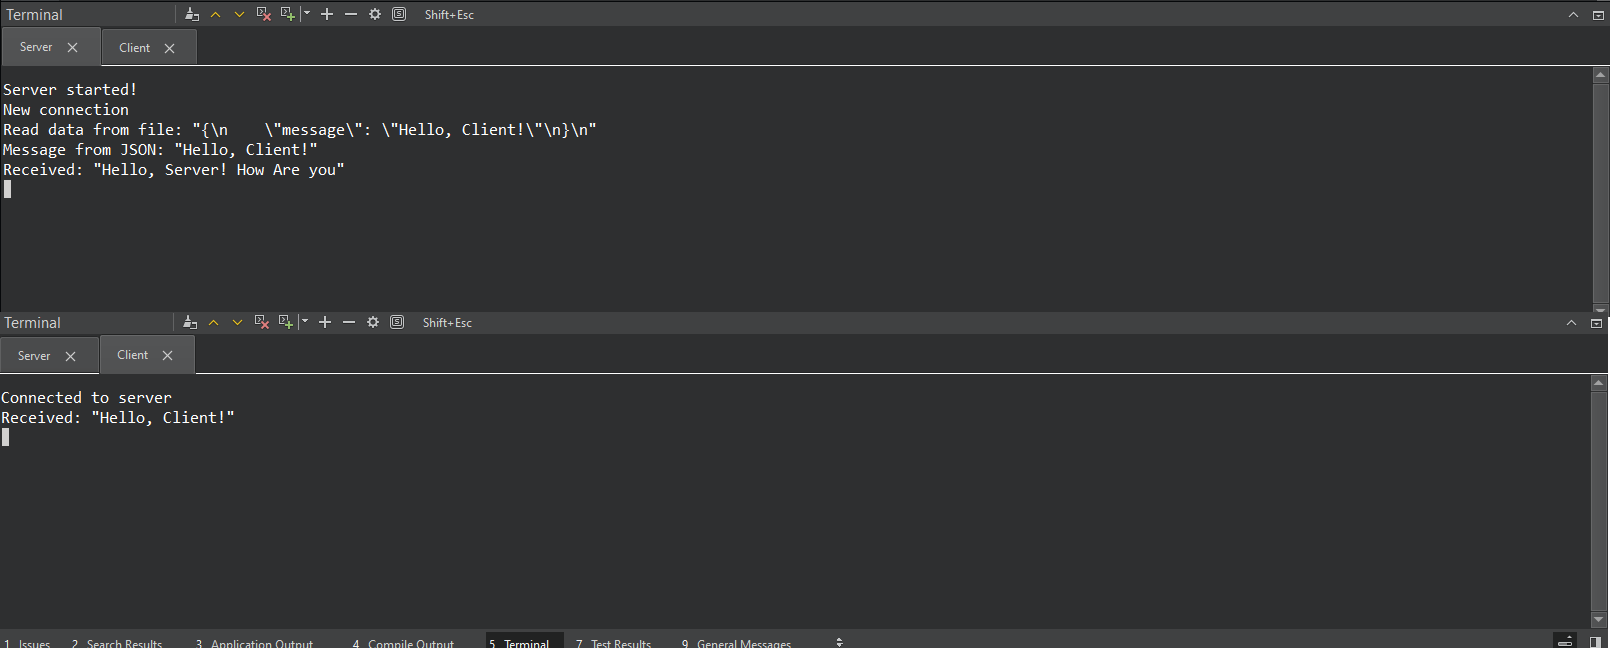 Terminal Shift+Esc
Server Client
Server started!
New connection
Read data from file: "{\n    \"message\": \"Hello, Client!\"\n}\n"
Message from JSON: "Hello, Client!"
Received: "Hello, Server! How Are you"
Terminal Shift+Esc
Server Client
Connected to server
Received: "Hello, Client!"
1 Issues 2 Search Results 3 Application Output 4 Compile Output 5 Terminal 7 Test Results 9 General Messages